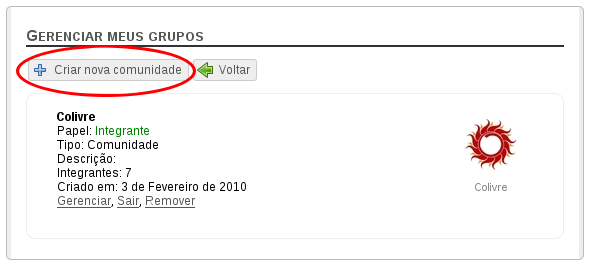 Gerenciar meus grupos
Criar nova comunidade Voltar
Colivre
Papel: Integrante
Tipo: Comunidade
Descrição:
Integrantes: 7
Criado em: 3 de Fevereiro de 2010
Gerenciar, Sair, Remover
Colivre